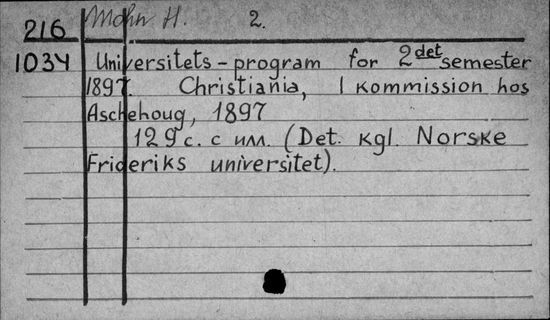 216 Mohn H. 2.
1034 Universitets-program for 2det semester
1897. Christiania, I kommission hos
Aschehoug, 1897
129 с. с илл. (Det. kgl. Norske
Frideriks universitet).